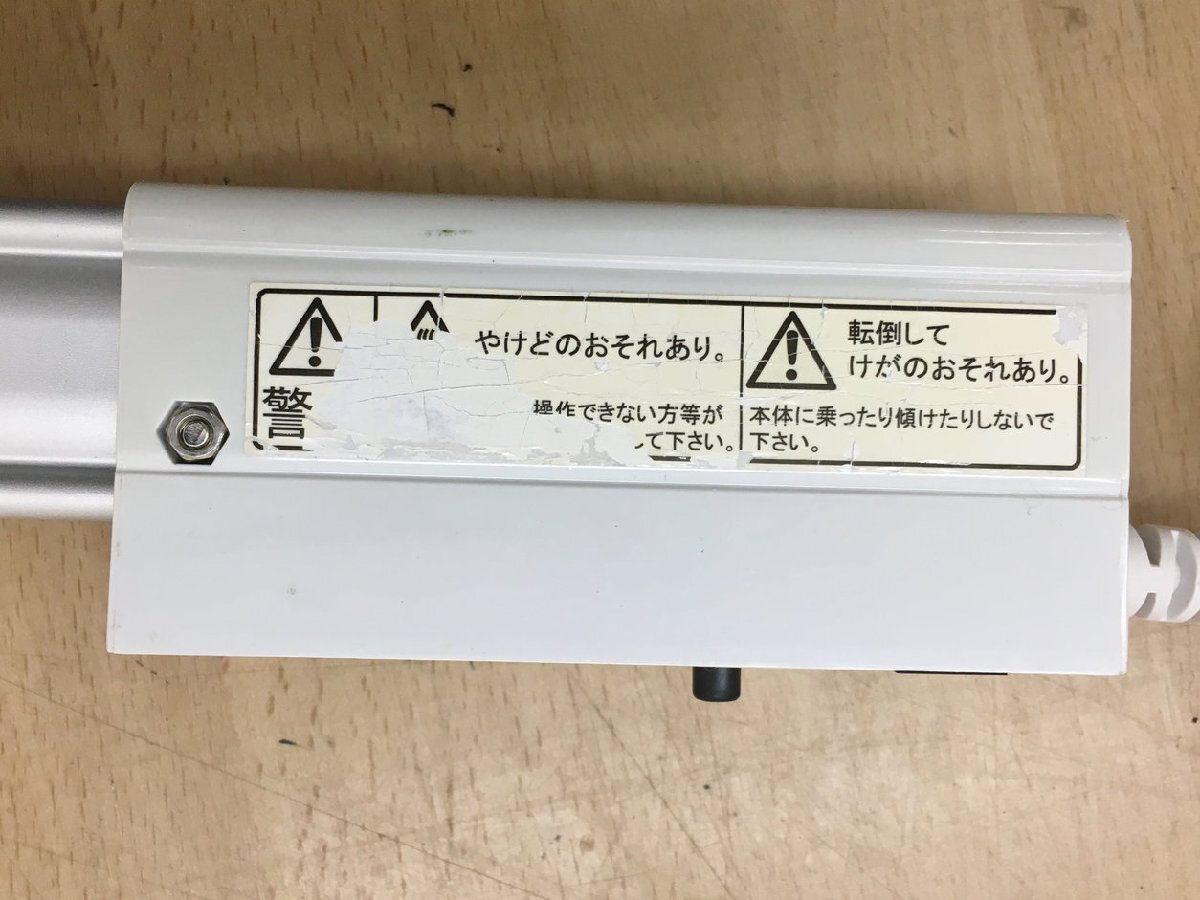 警
やけどのおそれあり。
操作できない方等が
て下さい。
転倒して
けがのおそれあり。
本体に乗ったり傾けたりしないで
下さい。